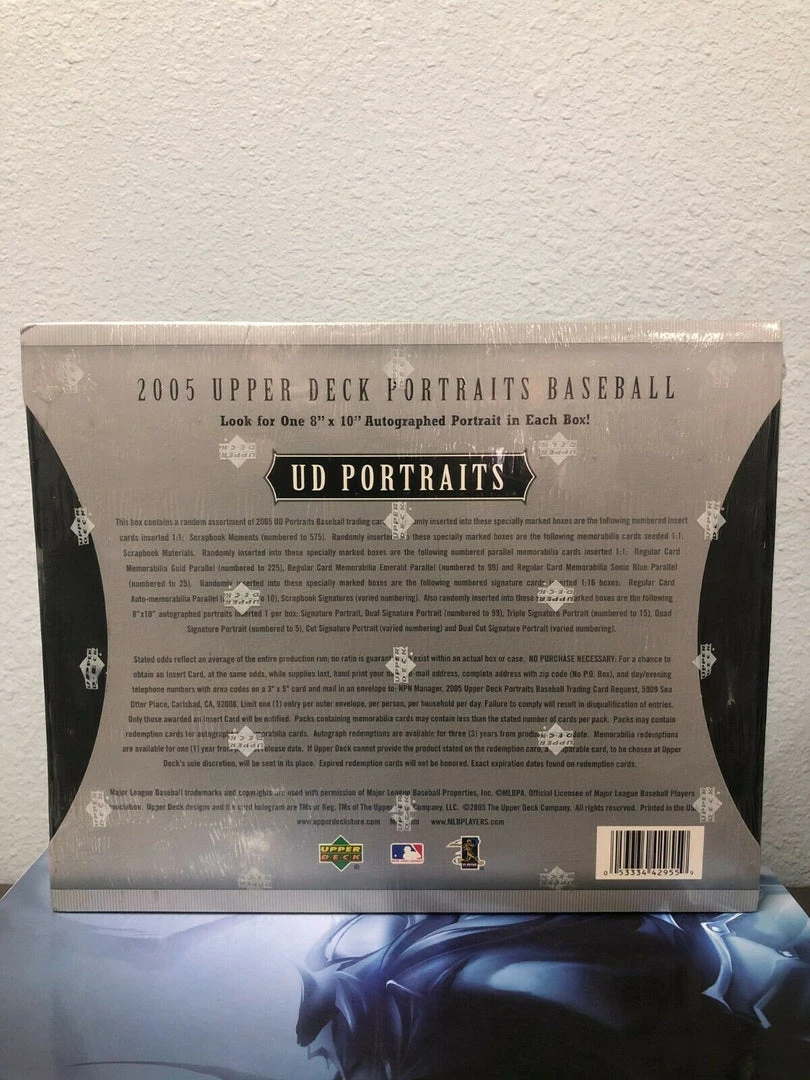 2005 UPPER DECK PORTRAITS BASEBALL
Look for One 8" x 10" Autographed Portrait in Each Box!
UD PORTRAITS
This box contains a random assortment of 2005 UD Portraits Baseball trading inserted into these specially marked boxes are the following numbered insert
cards inserted 1:1: Scrapbook Moments (numbered to 575). Randomly inserted these specially marked boxes are the following memorabilia cards seeded 1:1:
Scrapbook Materials. Randomly inserted into these specially marked boxes are the following numbered parallel memorabilia cards inserted 1:1: Regular Card
Memorabilia Gold Parallel (numbered to 225), Regular Card Memorabilia Emerald Parallel (numbered to 99) and Regular Card Memorabilia Sonic Blue Parallel
(numbered to 25). into these specially marked boxes are the following numbered signature 1:16 boxes: Regular Card
Auto-memorabilia Parallel to 10), Scrapbook Signatures (varying numbering). Also randomly inserted into these boxes are the following
8"x10" autographed portraits inserted 1 per box: Signature Portrait, Dual Signature Portrait (numbered to 99), Triple Signature Portrait (numbered to 15), Quad
Signature Portrait (numbered to 5), Cut Signature Portrait (varied numbering) and Dual Cut Signature Portrait (varied numbering).
Stated odds reflect an average of the entire production run; no ratio is exist within an actual box or case. NO PURCHASE NECESSARY: For a chance to
obtain an Insert Card, at the same odds, while supplies last, hand print your address, complete address with zip code (No P.O. Box), and day/evening
telephone numbers with area codes on a 3" x 5" card and mail in an envelope to: NPN Manager, 2005 Upper Deck Portraits Baseball Trading Card Request, 5909 Sea
Otter Place, Carlsbad, CA, 92008. Limit one (1) entry per outer envelope, per person, per household per day. Failure to comply will result in disqualification of entries.
Only those awarded an Insert Card will be notified. Packs containing memorabilia cards may contain less than the stated number of cards per pack. Packs may contain
redemption cards for cards. Autograph redemptions are available for three (3) years from date. Memorabilia redemptions
are available for one (1) year release date. If Upper Deck cannot provide the product stated on the redemption card, card, to be chosen at Upper
Deck's sole discretion, will be sent in its place. Expired redemption cards will not be honored. Exact expiration dates found on redemption cards.
Major League Baseball trademarks and copyrights are used with permission of Major League Baseball Properties, Inc. ©MLBPA. Official Licensee of Major League Baseball Players
Upper Deck designs and the card hologram are TMs or Reg. TMs of The Upper Company, LLC. ©2005 The Upper Deck Company. All rights reserved. Printed in the
www.upperdeckstore.com www.MLBPLAYERS.com
UPPER DECK ®
0 53334 42955 9